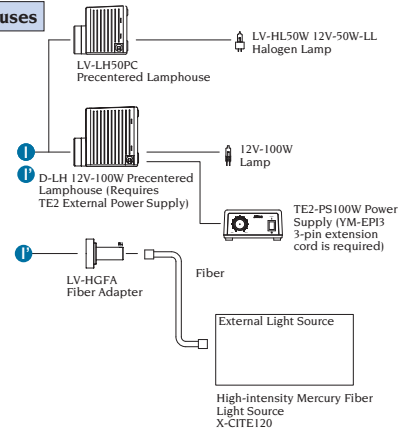 uses
LV-HL50W 12V-50W-LL
Halogen Lamp
LV-LH50PC
Precentered Lamphouse
I
I'
12V-100W
Lamp
D-LH 12V-100W Precentered
Lamphouse (Requires
TE2 External Power Supply)
TE2-PS100W Power
Supply (YM-EPI3
3-pin extension
cord is required)
I'
Fiber
LV-HGFA
Fiber Adapter
External Light Source
High-intensity Mercury Fiber
Light Source
X-CITE120